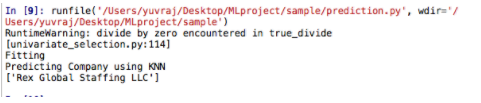 In [9]: runfile('/Users/yuvraj/Desktop/MLproject/sample/prediction.py', wdir='/
Users/yuvraj/Desktop/MLproject/sample')
RuntimeWarning: divide by zero encountered in true_divide
[univariate_selection.py:114]
Fitting
Predicting Company using KNN
['Rex Global Staffing LLC']